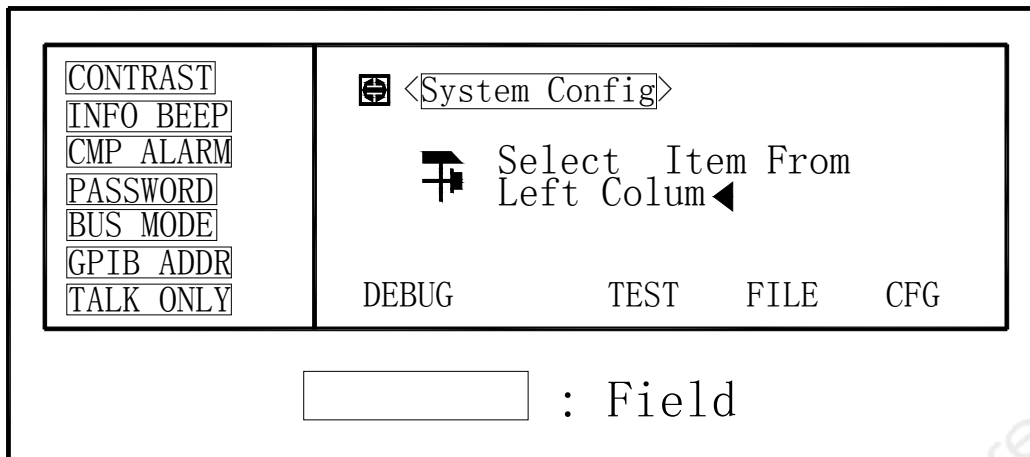 CONTRAST
INFO BEEP
CMP ALARM
PASSWORD
BUS MODE
GPIB ADDR
TALK ONLY
<System Config>
Select Item From
Left Colum
DEBUG TEST FILE CFG
: Field